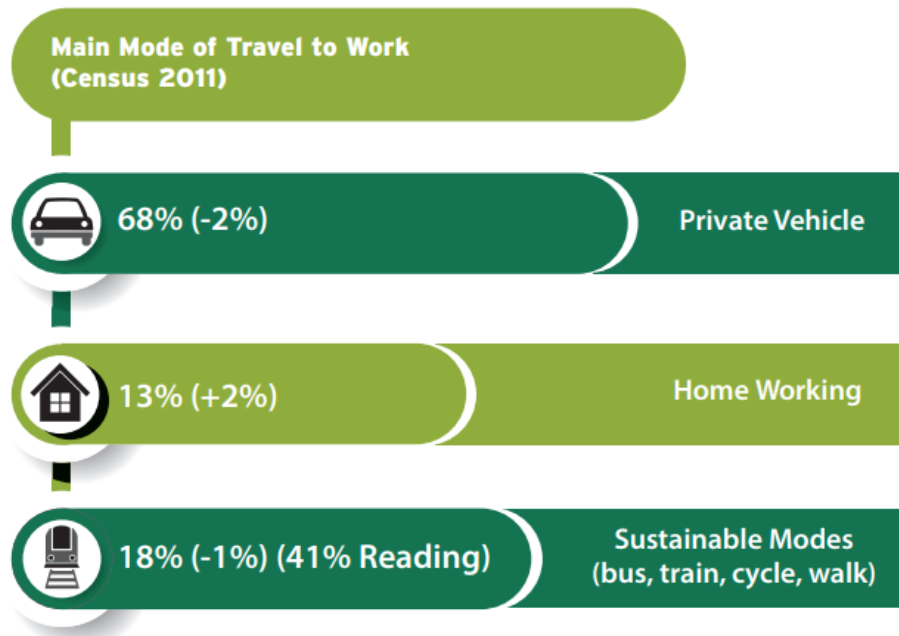 Main Mode of Travel to Work
(Census 2011)
68% (-2%)
Private Vehicle
13% (+2%)
Home Working
18% (-1%) (41% Reading)
Sustainable Modes
(bus, train, cycle, walk)